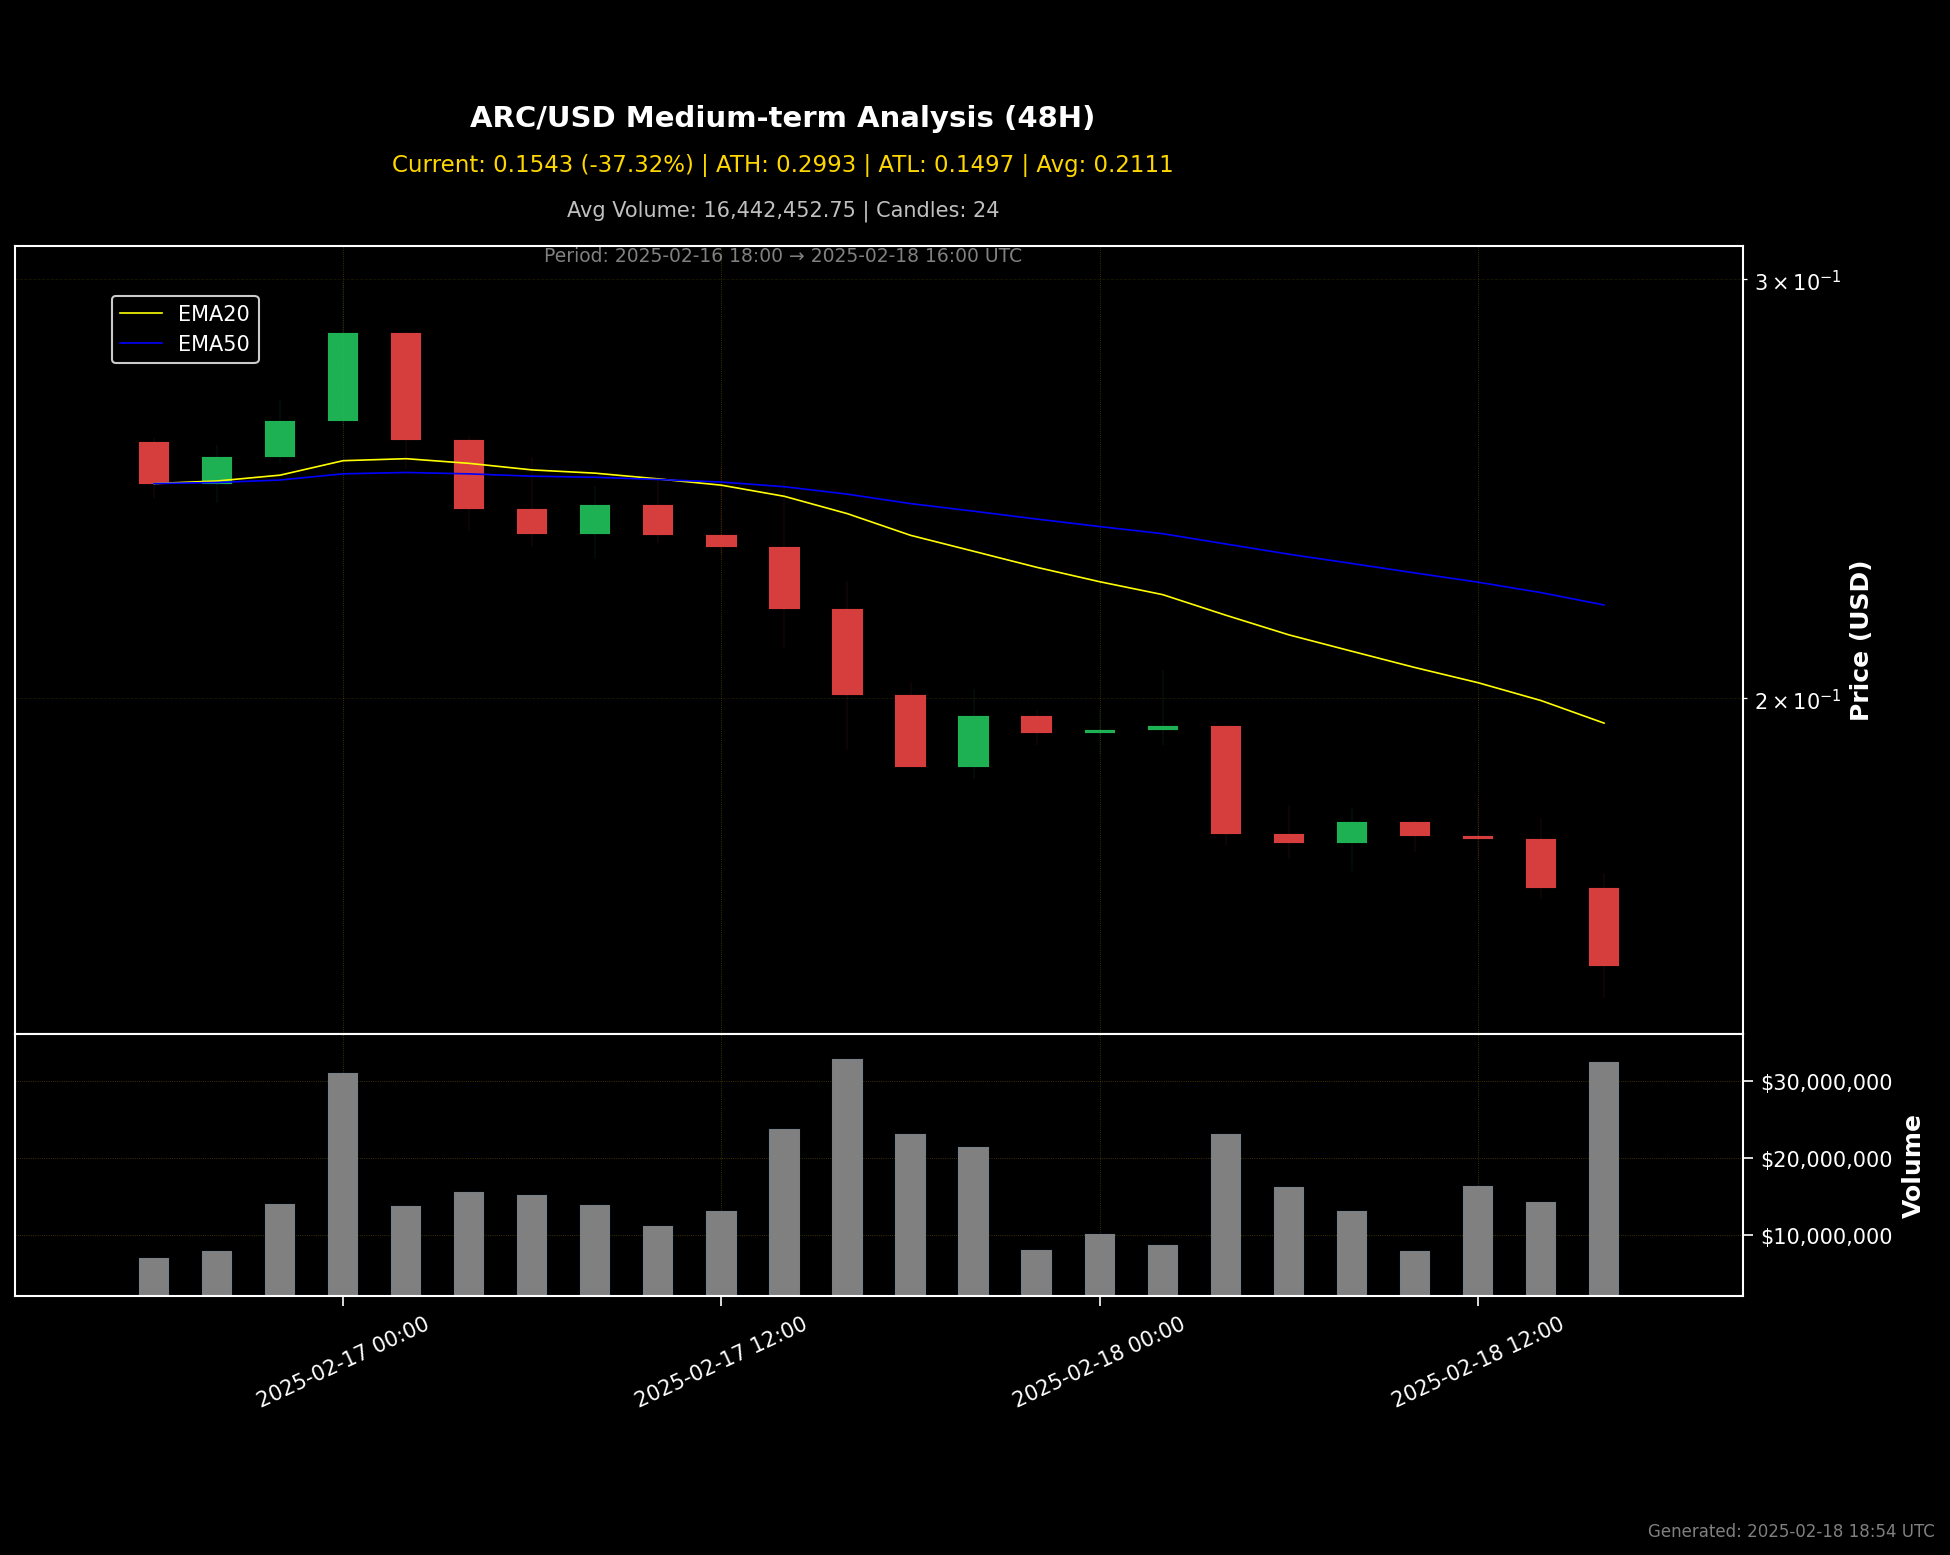 ARC/USD Medium-term Analysis (48H)
Current: 0.1543 (-37.32%) | ATH: 0.2993 | ATL: 0.1497 | Avg: 0.2111
Avg Volume: 16,442,452.75 | Candles: 24
Period: 2025-02-16 18:00 → 2025-02-18 16:00 UTC
EMA20
EMA50
3 × 10⁻¹
2 × 10⁻¹
Price (USD)
$30,000,000
$20,000,000
$10,000,000
Volume
2025-02-17 00:00
2025-02-17 12:00
2025-02-18 00:00
2025-02-18 12:00
Generated: 2025-02-18 18:54 UTC